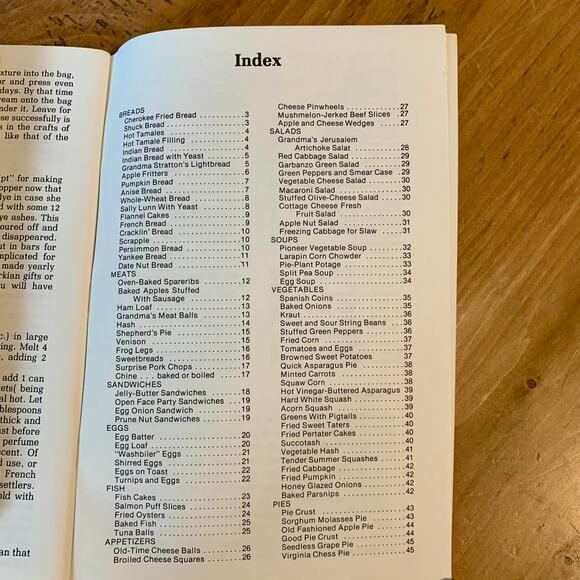 xture into the bag,
er and press even
days. By that time
ream onto the bag
nder it. Leave for
ese successfully is
s in the crafts of
like that of the
ipt" for making
opper now that
lye in case she
d with some 12
ye ashes. This
oured off and
disappeared.
ut in bars for
mplicated for
made yearly
rkian gifts or
u will have
c.) in large
king. Melt 4
, adding 2
add 1 can
ets( being
al hot. Let
blespoons
thick and
st before
perfume
scent. Of
d use, or
French
settlers.
old with
an that
Index
BREADS
Cherokee Fried Bread .......... 3
Shuck Bread .......... 3
Hot Tamales .......... 4
Hot Tamale Filling .......... 4
Indian Bread .......... 4
Indian Bread with Yeast .......... 5
Grandma Stratton's Lightbread .......... 5
Apple Fritters .......... 6
Pumpkin Bread .......... 7
Anise Bread .......... 7
Whole-Wheat Bread .......... 8
Sally Lunn With Yeast .......... 8
Flannel Cakes .......... 9
French Bread .......... 9
Cracklin' Bread .......... 10
Scrapple .......... 10
Persimmon Bread .......... 10
Yankee Bread .......... 11
Date Nut Bread .......... 11
MEATS
Oven-Baked Spareribs .......... 12
Baked Apples Stuffed
With Sausage .......... 12
Ham Loaf .......... 13
Grandma's Meat Balls .......... 13
Hash .......... 14
Shepherd's Pie .......... 15
Venison .......... 15
Frog Legs .......... 16
Sweetbreads .......... 16
Surprise Pork Chops .......... 17
Chine . . . baked or boiled .......... 17
SANDWICHES
Jelly-Butter Sandwiches .......... 18
Open Face Party Sandwiches .......... 19
Egg Onion Sandwich .......... 19
Prune Nut Sandwiches .......... 19
EGGS
Egg Batter .......... 20
Egg Loaf .......... 20
"Washbiler" Eggs .......... 21
Shirred Eggs .......... 21
Eggs on Toast .......... 22
Turnips and Eggs .......... 22
FISH
Fish Cakes .......... 23
Salmon Puff Slices .......... 24
Fried Oysters .......... 24
Baked Fish .......... 25
Tuna Balls .......... 25
APPETIZERS
Old-Time Cheese Balls .......... 26
Broiled Cheese Squares .......... 26
Cheese Pinwheels .......... 27
Mushmelon-Jerked Beef Slices .. 27
Apple and Cheese Wedges .......... 27
SALADS
Grandma's Jerusalem
Artichoke Salat .......... 28
Red Cabbage Salad .......... 29
Garbanzo Green Salad .......... 29
Green Peppers and Smear Case .. 29
Vegetable Cheese Salad .......... 30
Macaroni Salad .......... 30
Stuffed Olive-Cheese Salad .......... 30
Cottage Cheese Fresh
Fruit Salad .......... 30
Apple Nut Salad .......... 31
Freezing Cabbage for Slaw .......... 31
SOUPS
Pioneer Vegetable Soup .......... 32
Larapin Corn Chowder .......... 33
Pie-Plant Potage .......... 33
Split Pea Soup .......... 34
Egg Soup .......... 34
VEGETABLES
Spanish Coins .......... 35
Baked Onions .......... 35
Kraut .......... 36
Sweet and Sour String Beans .......... 36
Stuffed Green Peppers .......... 36
Fried Corn .......... 37
Tomatoes and Eggs .......... 37
Browned Sweet Potatoes .......... 37
Quick Asparagus Pie .......... 38
Minted Carrots .......... 38
Squaw Corn .......... 38
Hot Vinegar-Buttered Asparagus 39
Hard White Squash .......... 39
Acorn Squash .......... 39
Greens With Pigtails .......... 40
Fried Sweet Taters .......... 40
Fried Pertater Cakes .......... 40
Succotash .......... 40
Vegetable Hash .......... 41
Tender Summer Squashes .......... 41
Fried Cabbage .......... 42
Fried Pumpkin .......... 42
Honey Glazed Onions .......... 42
Baked Parsnips .......... 42
PIES
Pie Crust .......... 43
Sorghum Molasses Pie .......... 43
Old Fashioned Apple Pie .......... 44
Good Pie Crust .......... 44
Seedless Grape Pie .......... 45
Virginia Chess Pie .......... 45